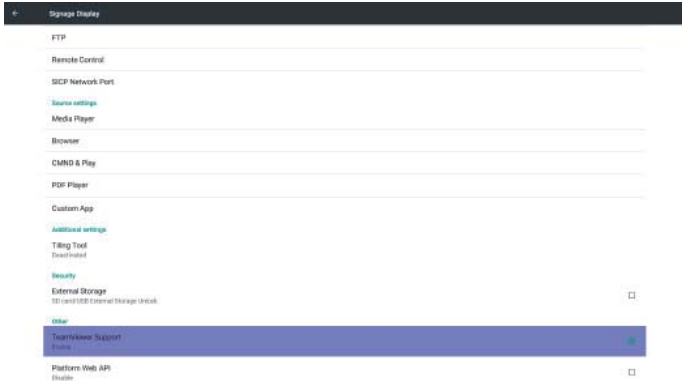 Signage Display
FTP
Remote Control
SICP Network Port
Source settings
Media Player
Browser
CMND & Play
PDF Player
Custom App
Additional settings
Tiling Tool
Deactivated
Security
External Storage
SD card/USB External Storage Unlock
Other
TeamViewer Support
Enable
Platform Web API
Disable